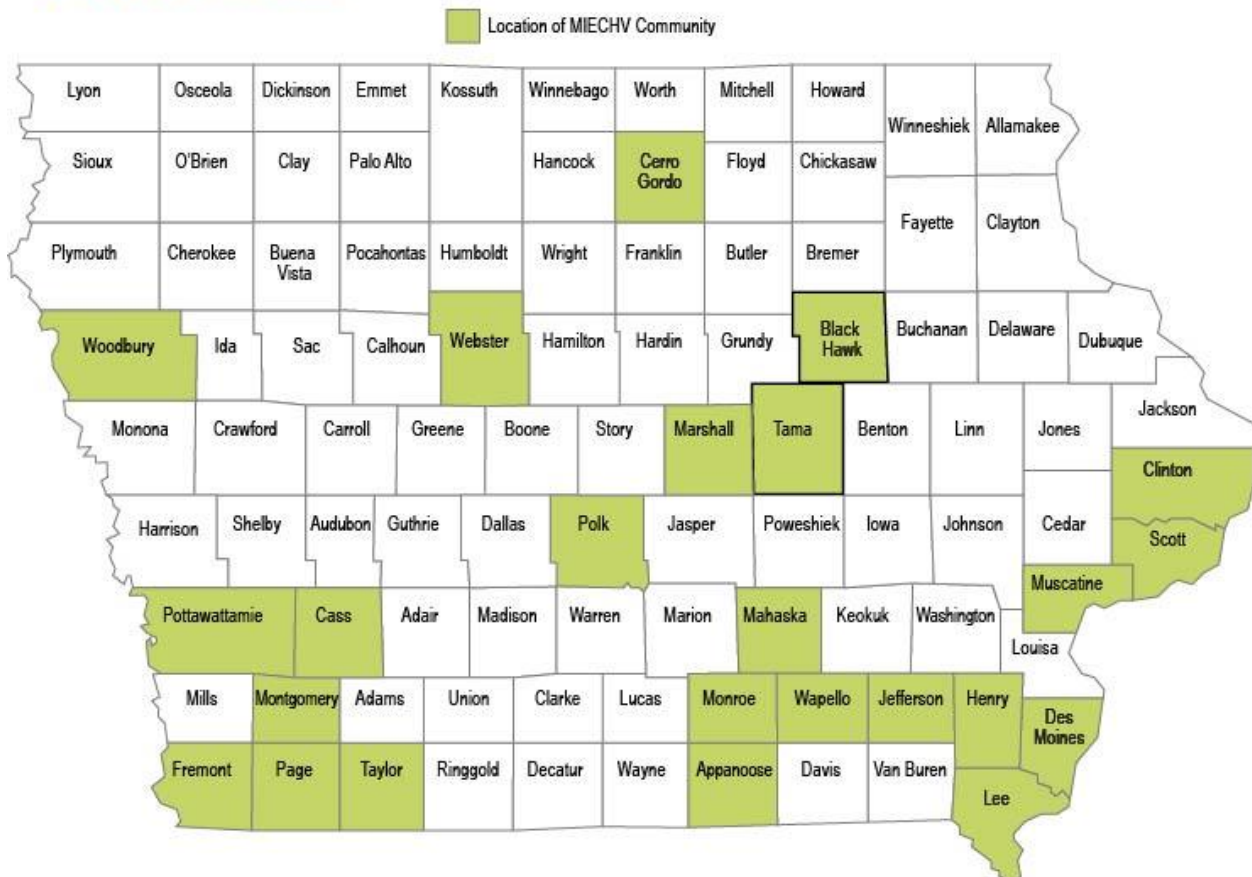 Location of MIECHV Community
Lyon
Osceola
Dickinson
Emmet
Kossuth
Winnebago
Worth
Mitchell
Howard
Winneshiek
Allamakee
Sioux
O'Brien
Clay
Palo Alto
Hancock
Cerro
Gordo
Floyd
Chickasaw
Fayette
Clayton
Plymouth
Cherokee
Buena
Vista
Pocahontas
Humboldt
Wright
Franklin
Butler
Bremer
Woodbury
Ida
Sac
Calhoun
Webster
Hamilton
Hardin
Grundy
Black
Hawk
Buchanan
Delaware
Dubuque
Monona
Crawford
Carroll
Greene
Boone
Story
Marshall
Tama
Benton
Linn
Jones
Jackson
Clinton
Harrison
Shelby
Audubon
Guthrie
Dallas
Polk
Jasper
Poweshiek
Iowa
Johnson
Cedar
Scott
Muscatine
Pottawattamie
Cass
Adair
Madison
Warren
Marion
Mahaska
Keokuk
Washington
Louisa
Mills
Montgomery
Adams
Union
Clarke
Lucas
Monroe
Wapello
Jefferson
Henry
Des
Moines
Fremont
Page
Taylor
Ringgold
Decatur
Wayne
Appanoose
Davis
Van Buren
Lee